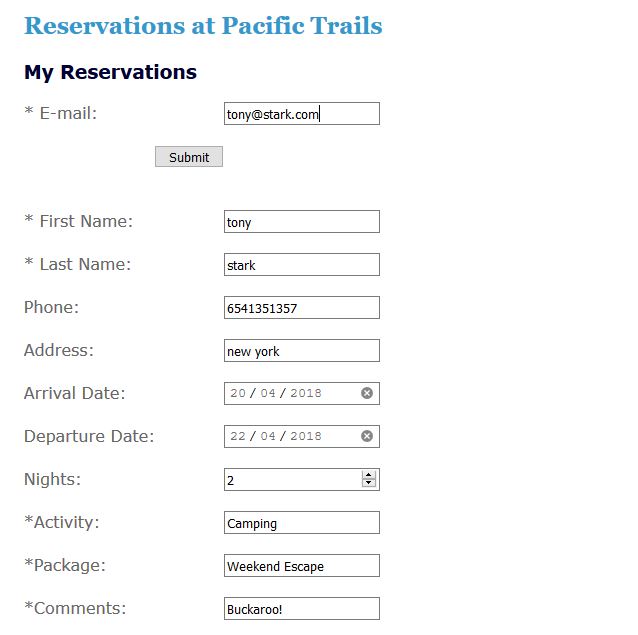 Reservations at Pacific Trails
My Reservations
* E-mail: tony@stark.com
Submit
* First Name: tony
* Last Name: stark
Phone: 6541351357
Address: new york
Arrival Date: 20 / 04 / 2018
Departure Date: 22 / 04 / 2018
Nights: 2
*Activity: Camping
*Package: Weekend Escape
*Comments: Buckaroo!